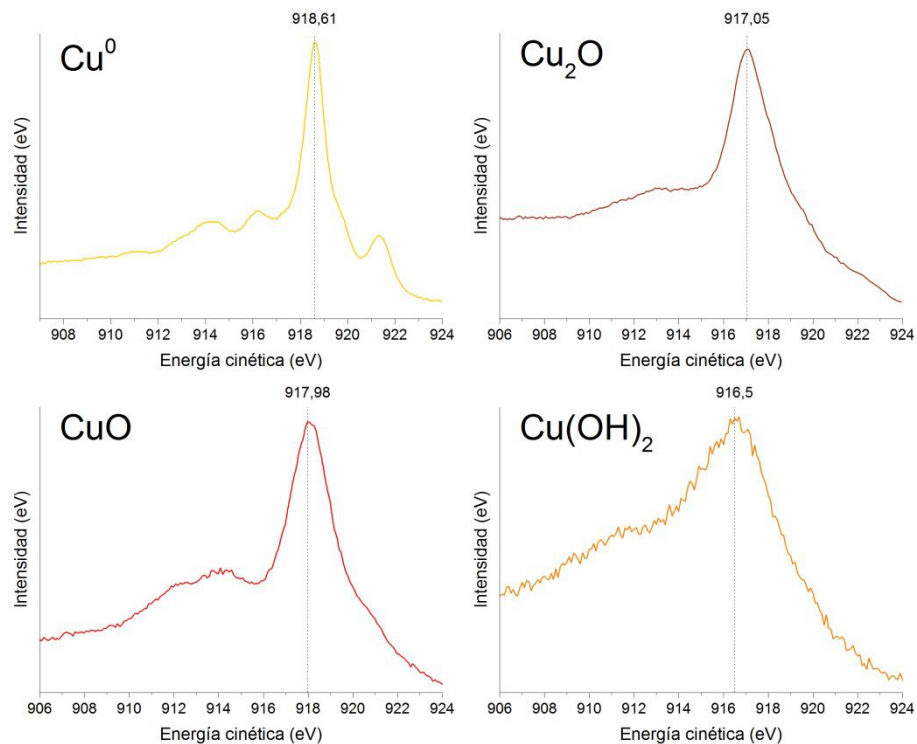 918,61
Cu⁰
Intensidad (eV)
908 910 912 914 916 918 920 922 924
Energía cinética (eV)
917,05
Cu₂O
Intensidad (eV)
906 908 910 912 914 916 918 920 922 924
Energía cinética (eV)
917,98
CuO
Intensidad (eV)
906 908 910 912 914 916 918 920 922 924
Energía cinética (eV)
916,5
Cu(OH)₂
Intensidad (eV)
906 908 910 912 914 916 918 920 922 924
Energía cinética (eV)